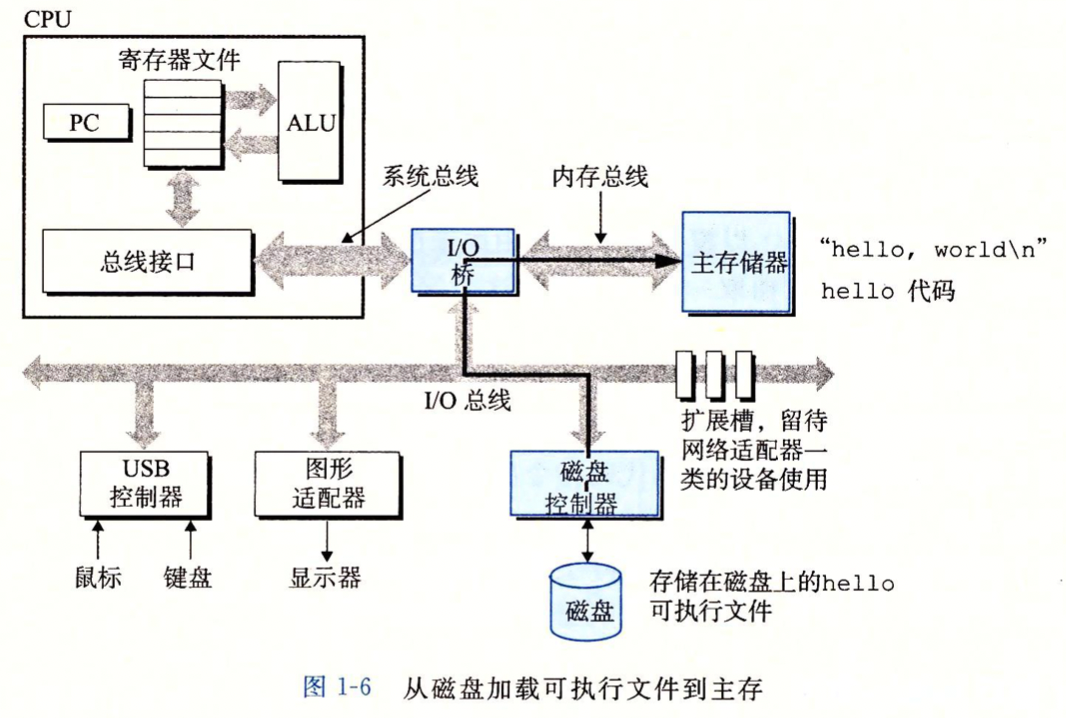 CPU
寄存器文件
PC
ALU
系统总线
内存总线
总线接口
I/O
桥
主存储器
“hello, world\n”
hello 代码
I/O 总线
扩展槽，留待
网络适配器一
类的设备使用
USB
控制器
图形
适配器
磁盘
控制器
鼠标
键盘
显示器
磁盘
存储在磁盘上的hello
可执行文件
图 1-6 从磁盘加载可执行文件到主存